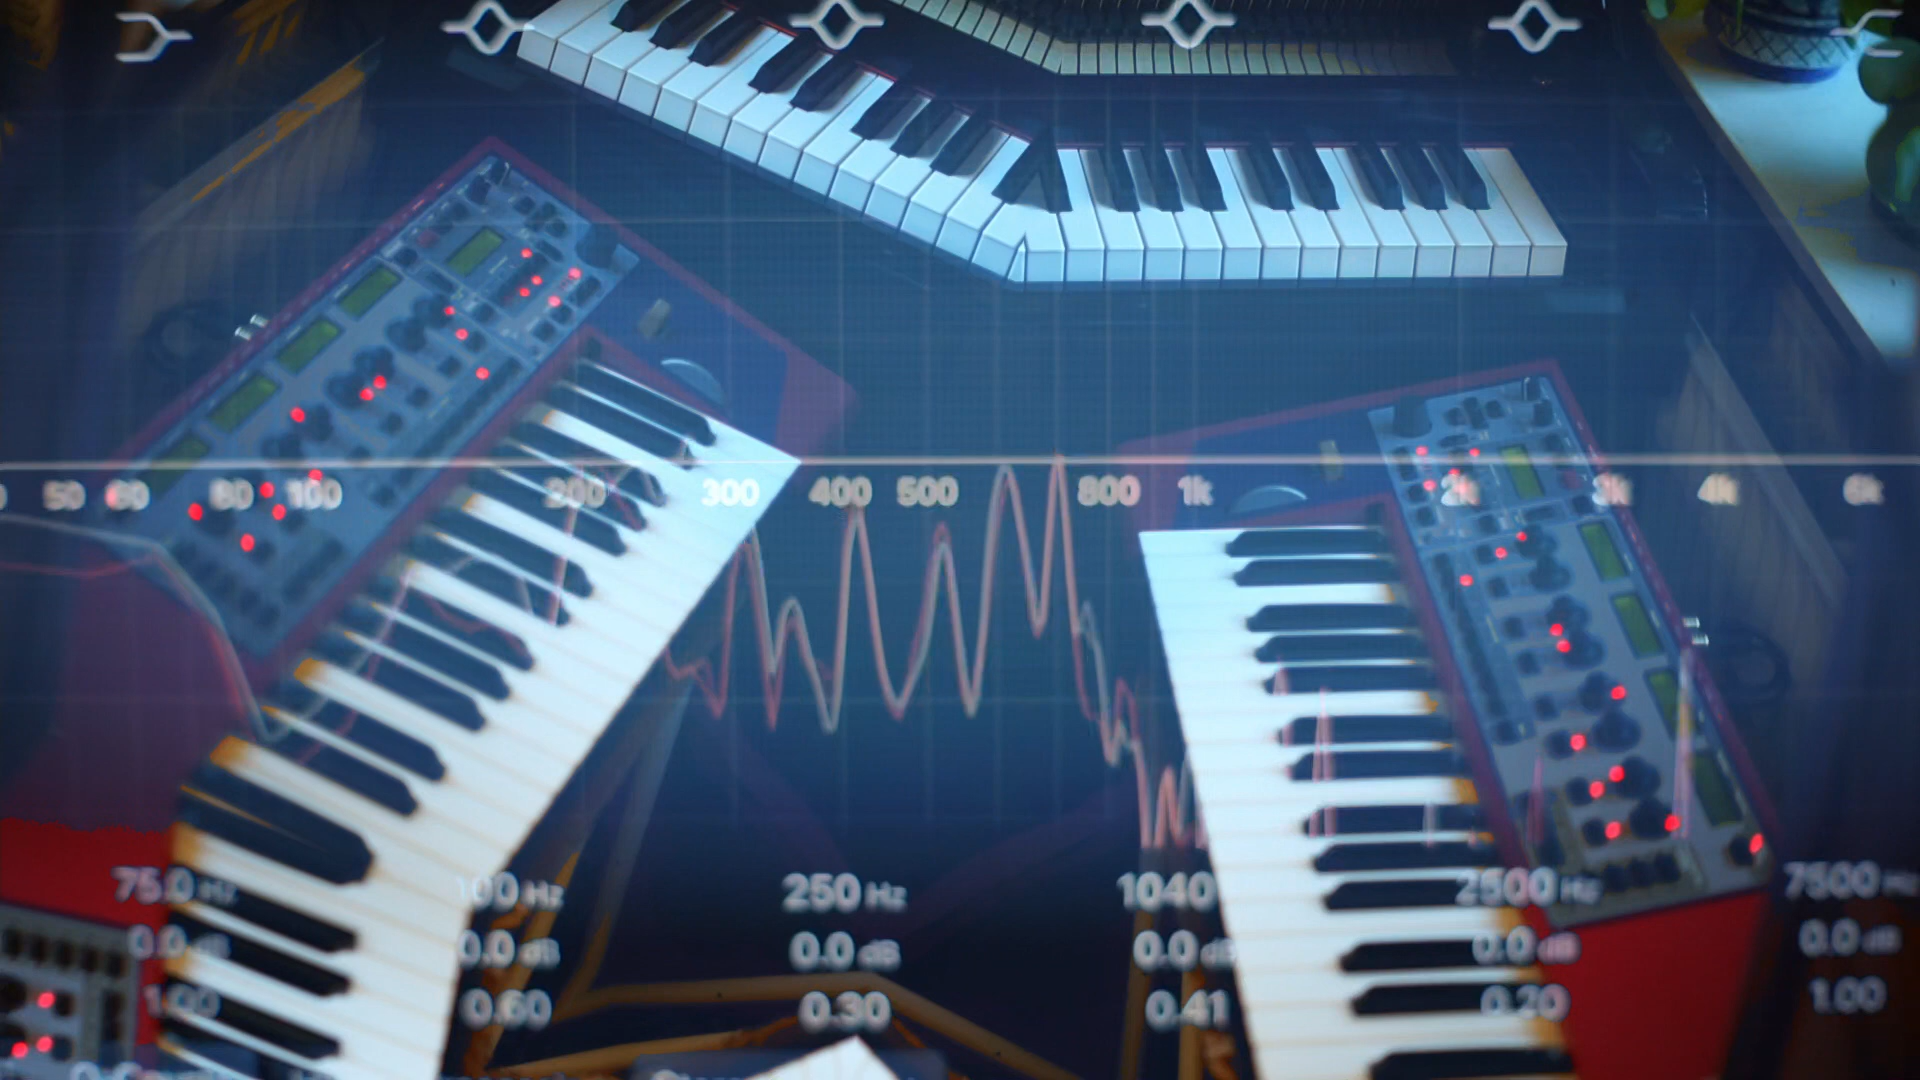 50 60 80 100 200 300 400 500 800 1k 2k 3k 4k 6k
75.0 Hz 100 Hz 250 Hz 1040 2500 Hz 7500 Hz
0.0 dB 0.0 dB 0.0 dB 0.0 dB 0.0 dB 0.0 dB
1.00 0.60 0.30 0.41 0.20 1.00